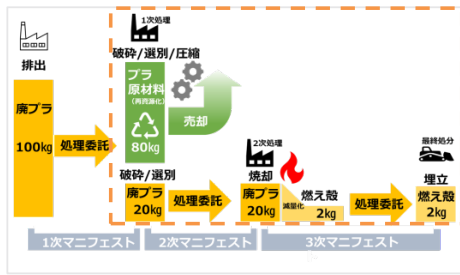 1次処理
破砕/選別/圧縮
排出
プラ
原材料
(再資源化)
80kg
売却
廃プラ
100kg
処理委託
破砕/選別
廃プラ
20kg
処理委託
2次処理
焼却
廃プラ
20kg
減量化
燃え殻
2kg
処理委託
最終処分
埋立
燃え殻
2kg
1次マニフェスト
2次マニフェスト
3次マニフェスト